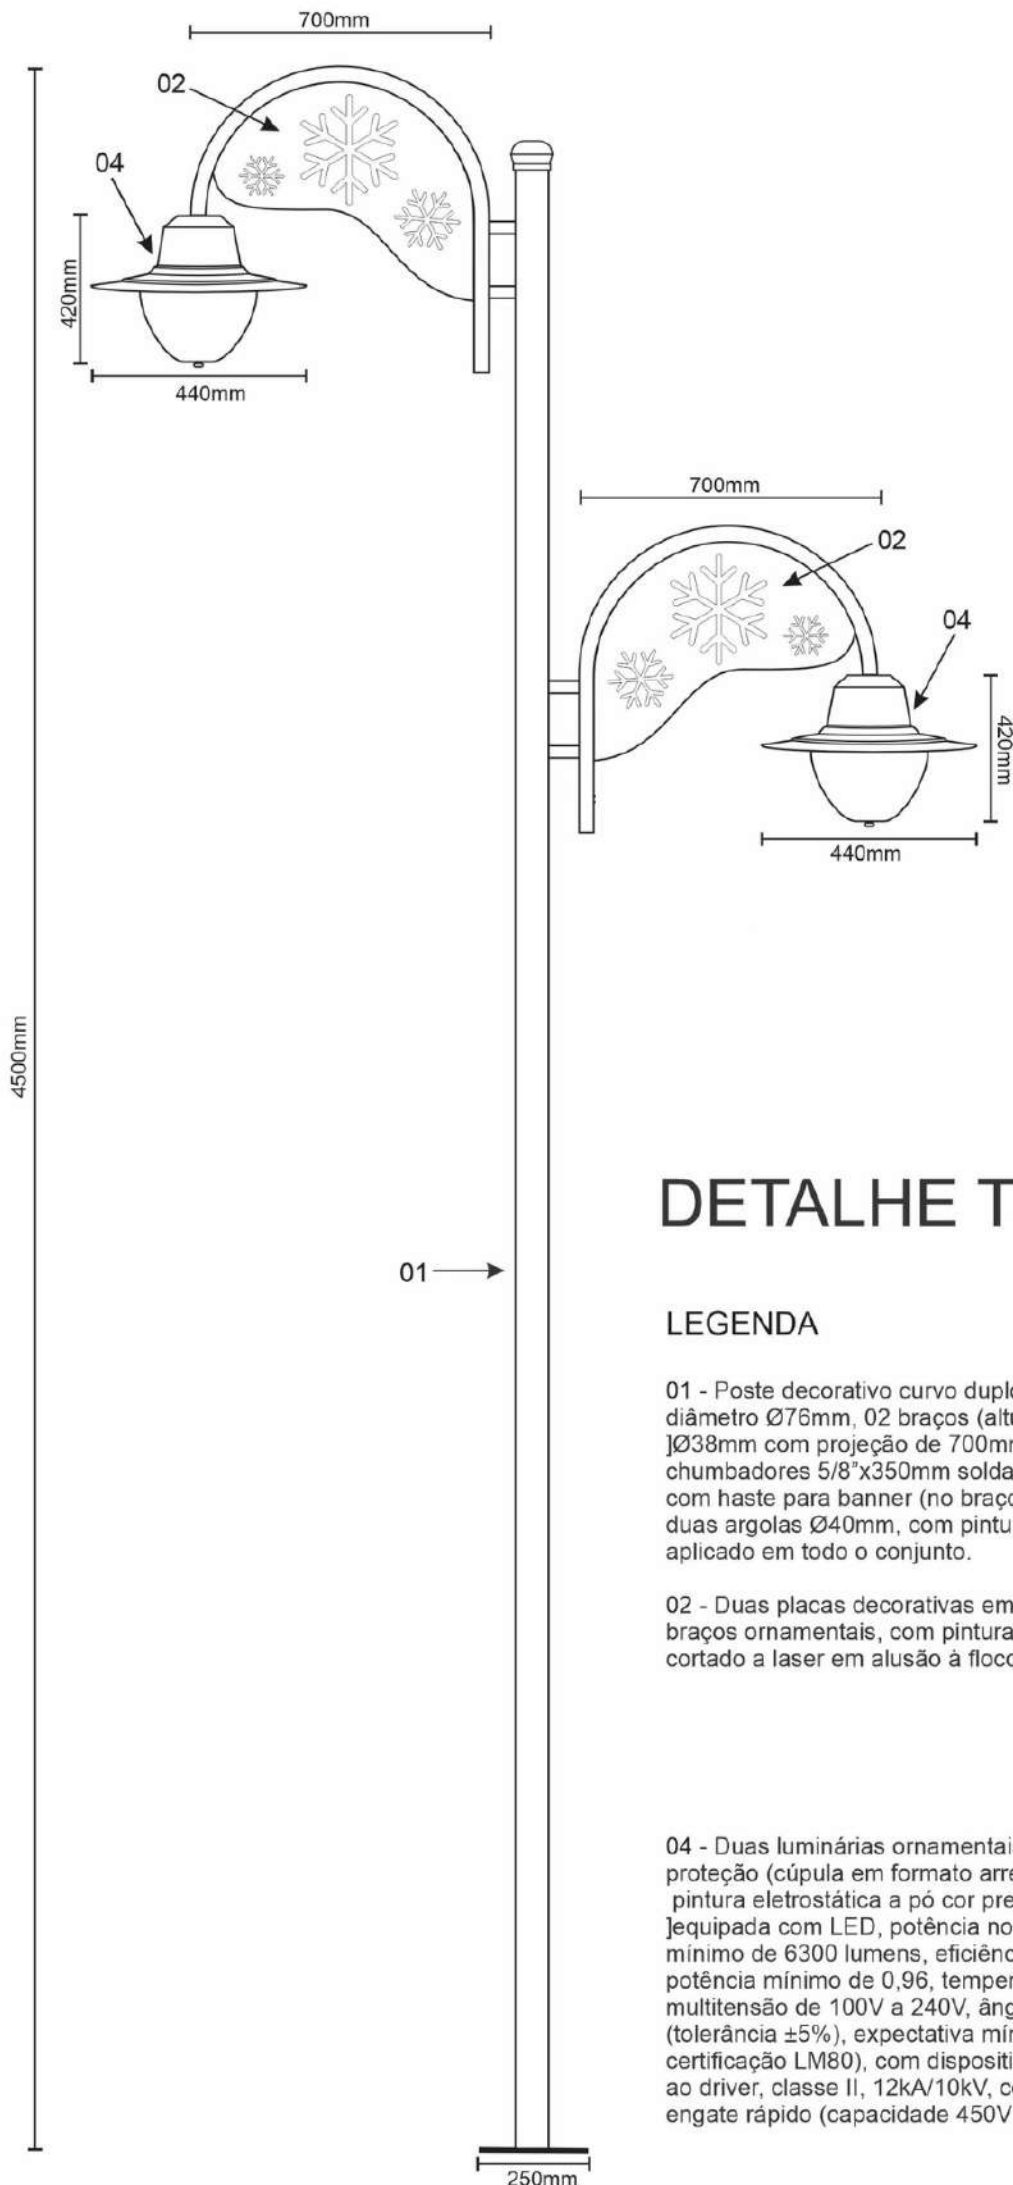 700mm
02
04
420mm
440mm
700mm
02
04
420mm
440mm
4500mm
01
DETALHE T
LEGENDA
01 - Poste decorativo curvo duplo
diâmetro Ø76mm, 02 braços (altu
]Ø38mm com projeção de 700mm
chumbadores 5/8"x350mm solda
com haste para banner (no braço
duas argolas Ø40mm, com pintu
aplicado em todo o conjunto.
02 - Duas placas decorativas em
braços ornamentais, com pintura
cortado a laser em alusão à floco
04 - Duas luminárias ornamentais
proteção (cúpula em formato arre
pintura eletrostática a pó cor pre
]equipada com LED, potência no
mínimo de 6300 lumens, eficiênc
potência mínimo de 0,96, temper
multitensão de 100V a 240V, âng
(tolerância ±5%), expectativa mín
certificação LM80), com dispositi
ao driver, classe II, 12kA/10kV, co
engate rápido (capacidade 450V
250mm